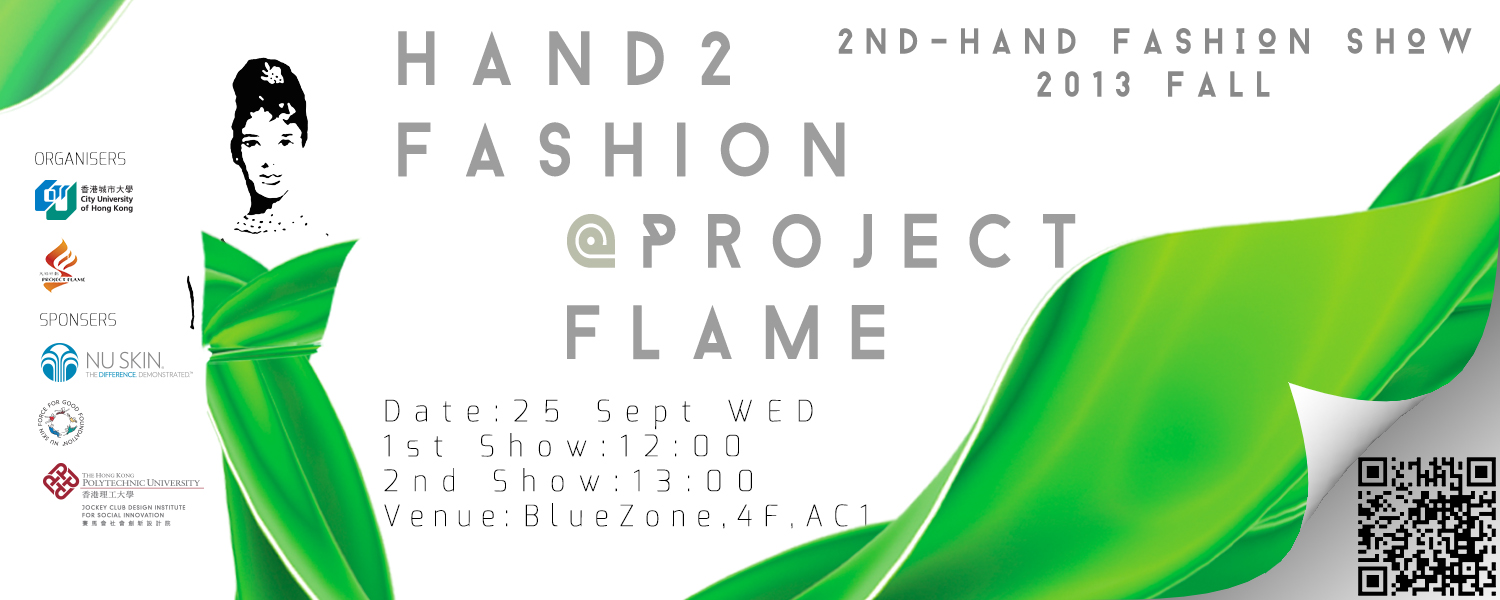 HAND2
FASHION
@PROJECT
FLAME
2ND-HAND FASHION SHOW
2013 FALL
ORGANISERS
香港城市大學
City University
of Hong Kong
PROJECT FLAME
SPONSERS
NU SKIN.
THE DIFFERENCE. DEMONSTRATED.™
NU SKIN FORCE FOR GOOD FOUNDATION
THE HONG KONG
POLYTECHNIC UNIVERSITY
香港理工大學
JOCKEY CLUB DESIGN INSTITUTE
FOR SOCIAL INNOVATION
賽馬會社會創新設計院
Date:25 Sept WED
1st Show:12:00
2nd Show:13:00
Venue:BlueZone,4F,AC1